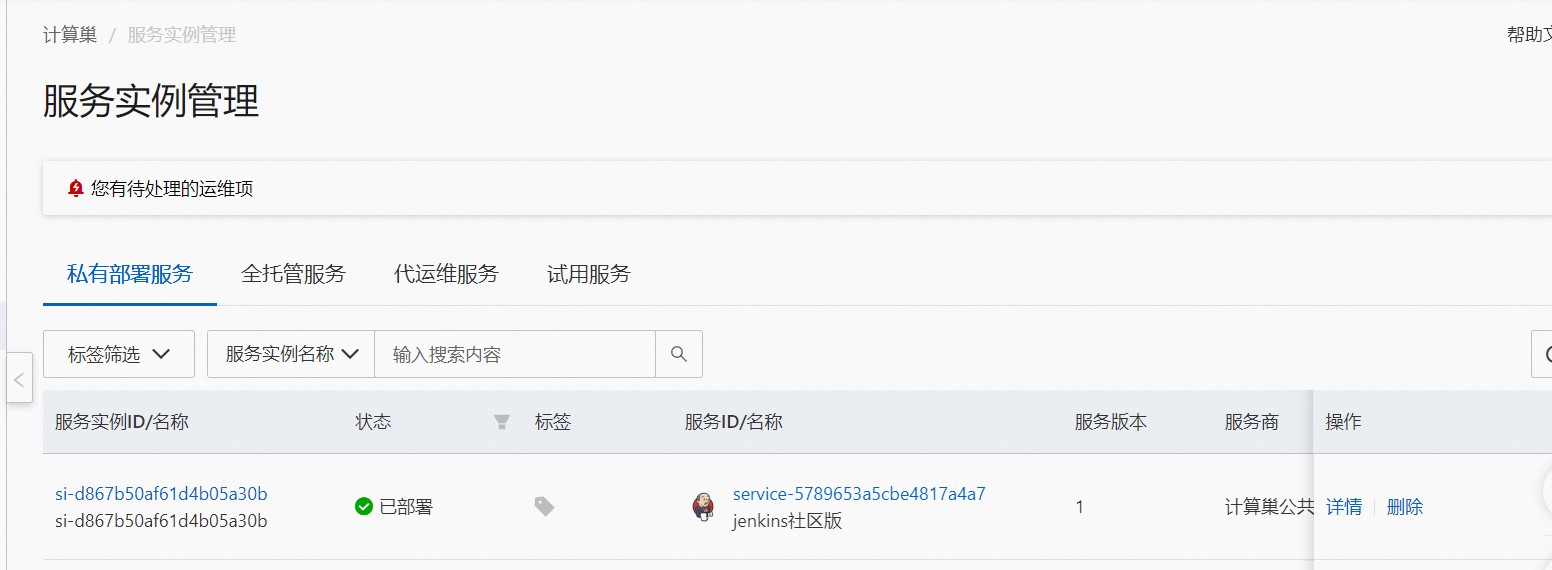 计算巢 / 服务实例管理
帮助文
服务实例管理
您有待处理的运维项
私有部署服务 全托管服务 代运维服务 试用服务
标签筛选 服务实例名称 输入搜索内容
服务实例ID/名称 状态 标签 服务ID/名称 服务版本 服务商 操作
si-d867b50af61d4b05a30b 已部署 service-5789653a5cbe4817a4a7 1 计算巢公共 详情 删除
si-d867b50af61d4b05a30b jenkins社区版